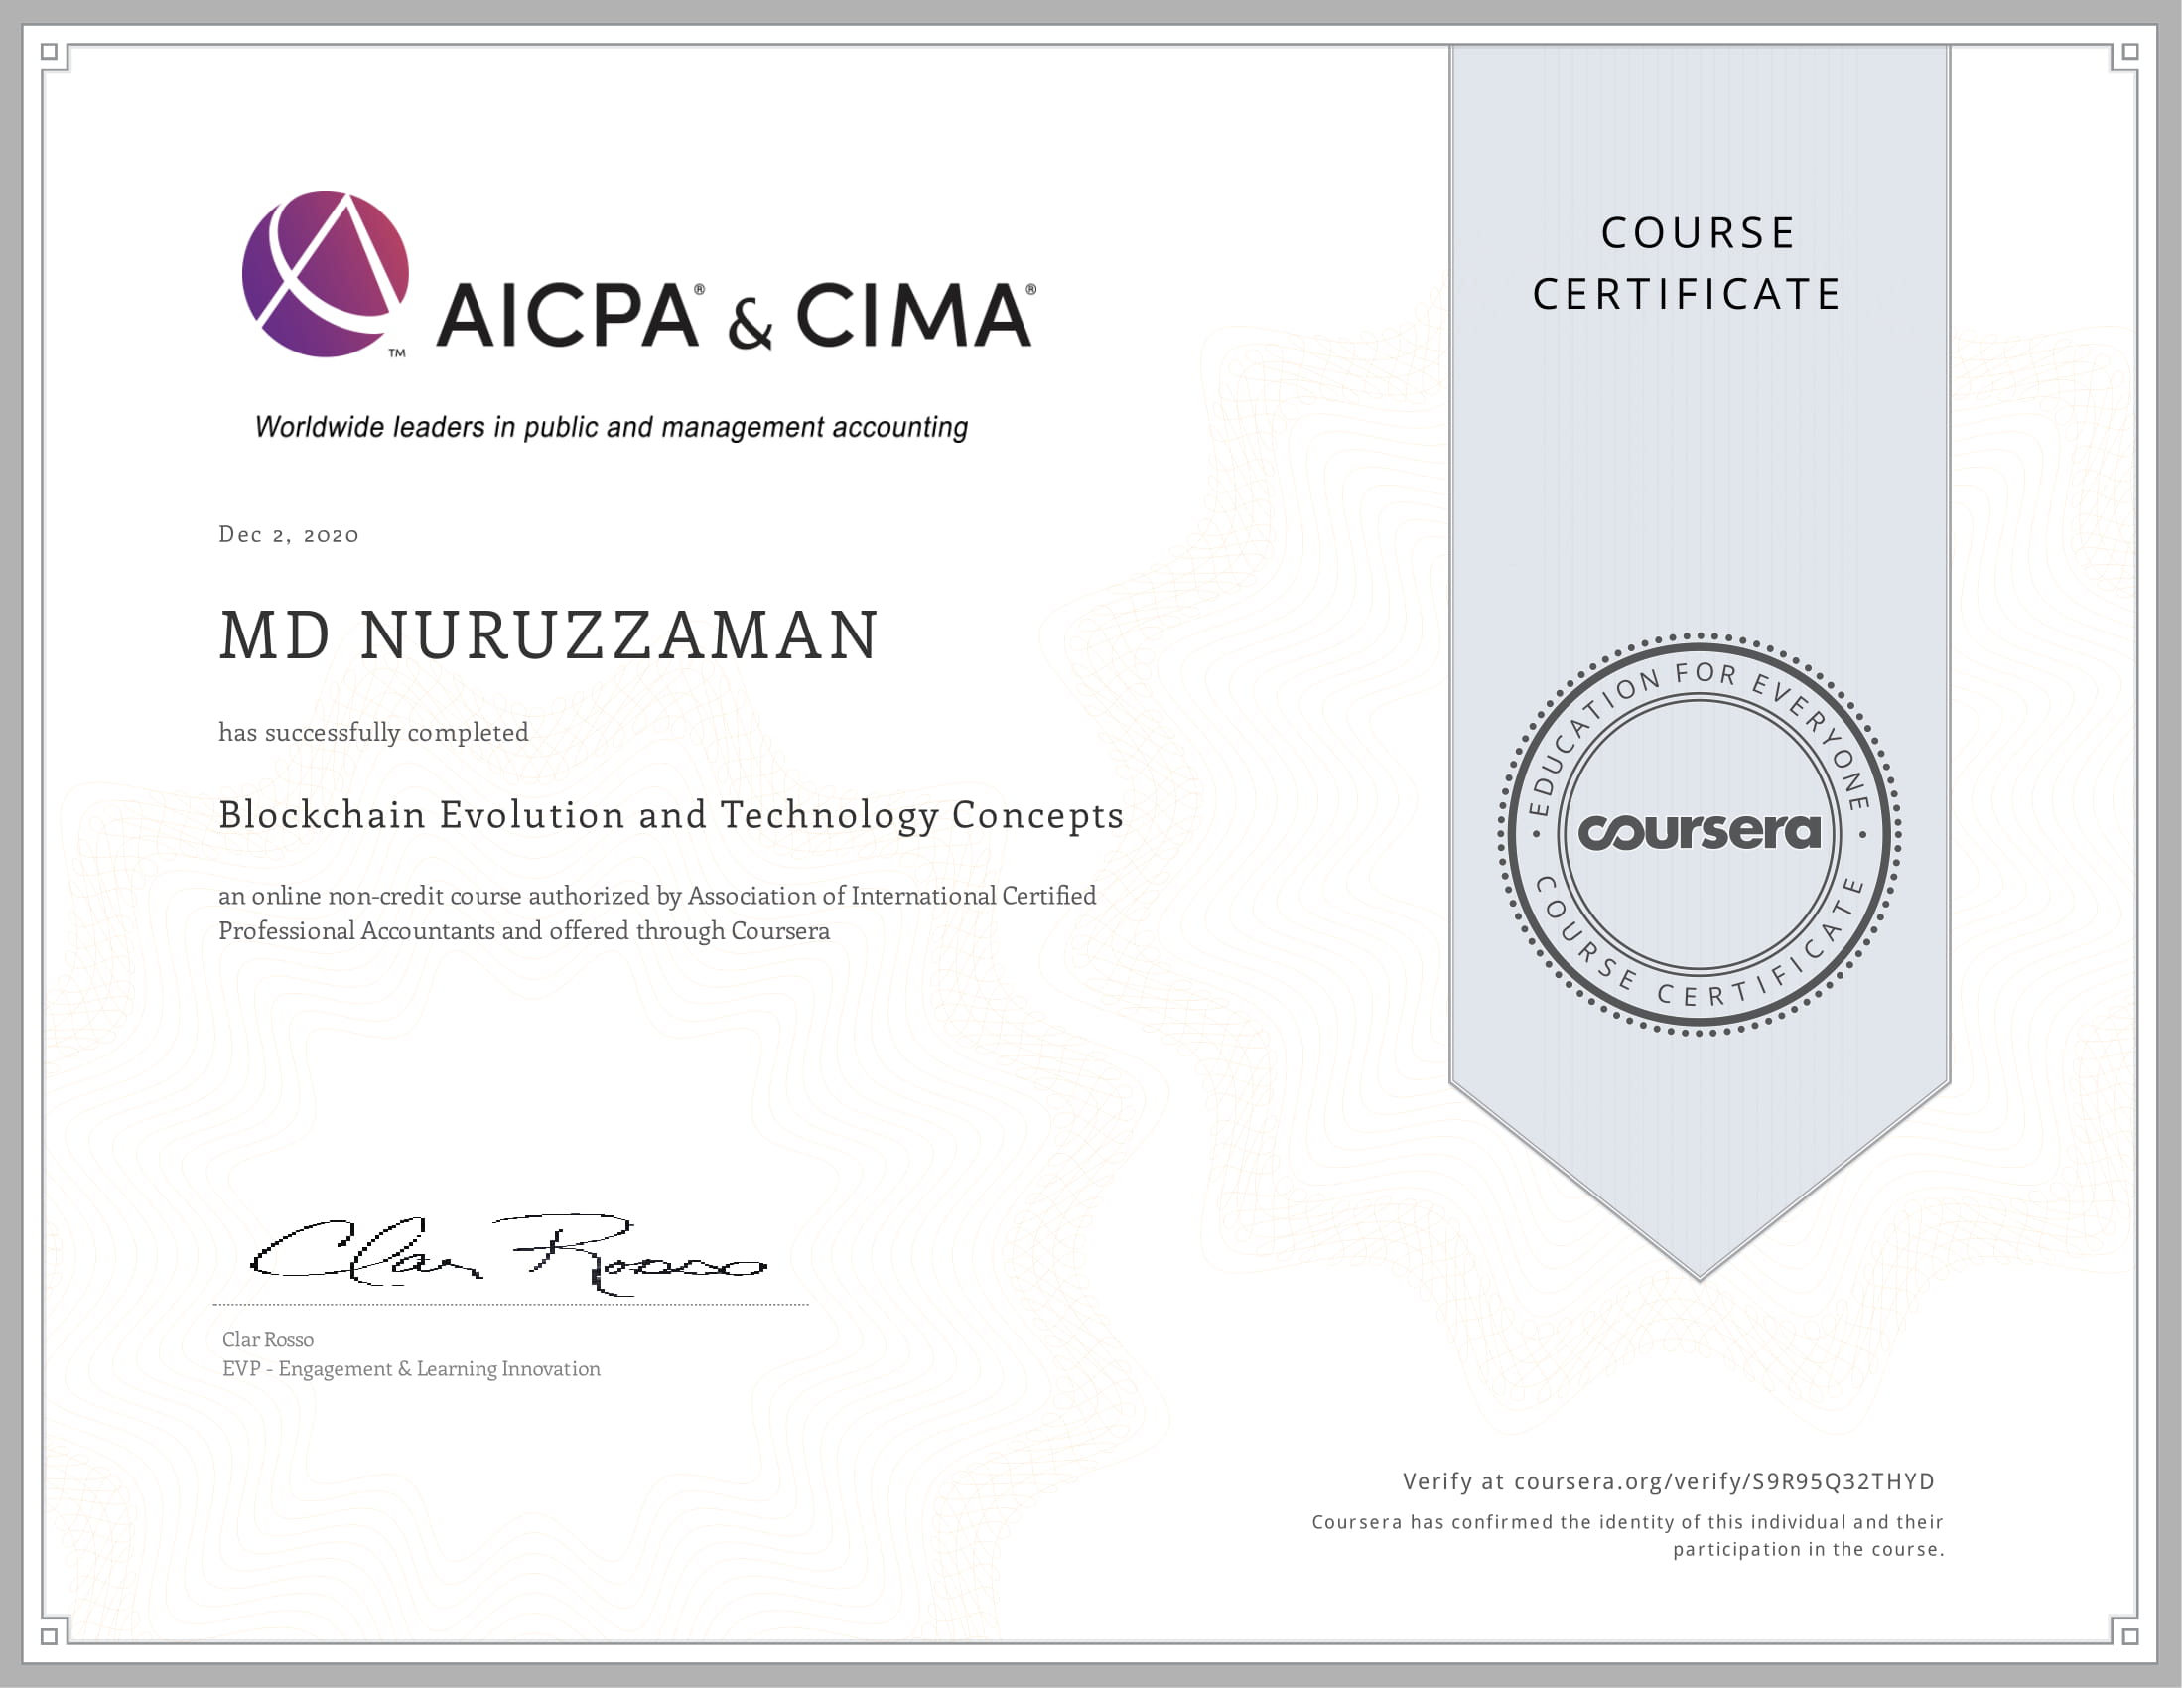 AICPA® & CIMA®
™
Worldwide leaders in public and management accounting
Dec 2, 2020
MD NURUZZAMAN
has successfully completed
Blockchain Evolution and Technology Concepts
an online non-credit course authorized by Association of International Certified
Professional Accountants and offered through Coursera
Clar Rosso
Clar Rosso
EVP - Engagement & Learning Innovation
COURSE
CERTIFICATE
• EDUCATION FOR EVERYONE •
coursera
COURSE CERTIFICATE
Verify at coursera.org/verify/S9R95Q32THYD
Coursera has confirmed the identity of this individual and their
participation in the course.